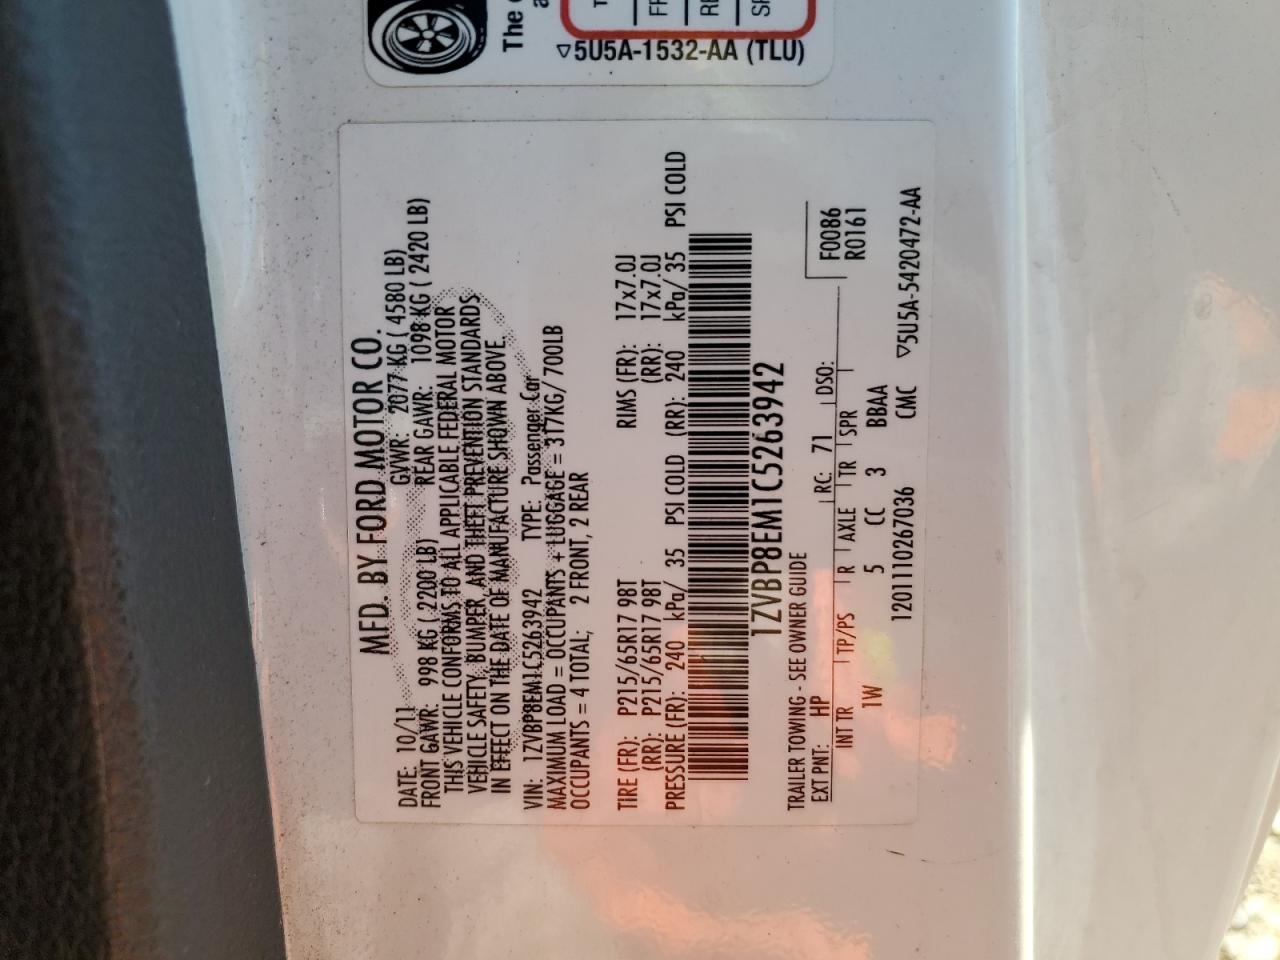 The
5U5A-1532-AA (TLU)
MFD. BY FORD MOTOR CO.
DATE: 10/11 GVWR: 2077 KG ( 4580 LB)
FRONT GAWR: 998 KG ( 2200 LB) REAR GAWR: 1098 KG ( 2420 LB)
THIS VEHICLE CONFORMS TO ALL APPLICABLE FEDERAL MOTOR
VEHICLE SAFETY, BUMPER, AND THEFT PREVENTION STANDARDS
IN EFFECT ON THE DATE OF MANUFACTURE SHOWN ABOVE.
VIN: 1ZVBP8EM1C5263942 TYPE: Passenger Car
MAXIMUM LOAD = OCCUPANTS + LUGGAGE = 317KG/700LB
OCCUPANTS = 4 TOTAL; 2 FRONT, 2 REAR
TIRE (FR): P215/65R17 98T RIMS (FR): 17x7.0J
(RR): P215/65R17 98T (RR): 17x7.0J
PRESSURE (FR): 240 kPa/ 35 PSI COLD (RR): 240 kPa/ 35 PSI COLD
1ZVBP8EM1C5263942
TRAILER TOWING - SEE OWNER GUIDE
EXT PNT: HP RC: 71 DSO: F0086
R0161
INT TR TP/PS R AXLE TR SPR
1W 5 CC 3 BBAA
1201110267036 CMC ▽5U5A-5420472-AA